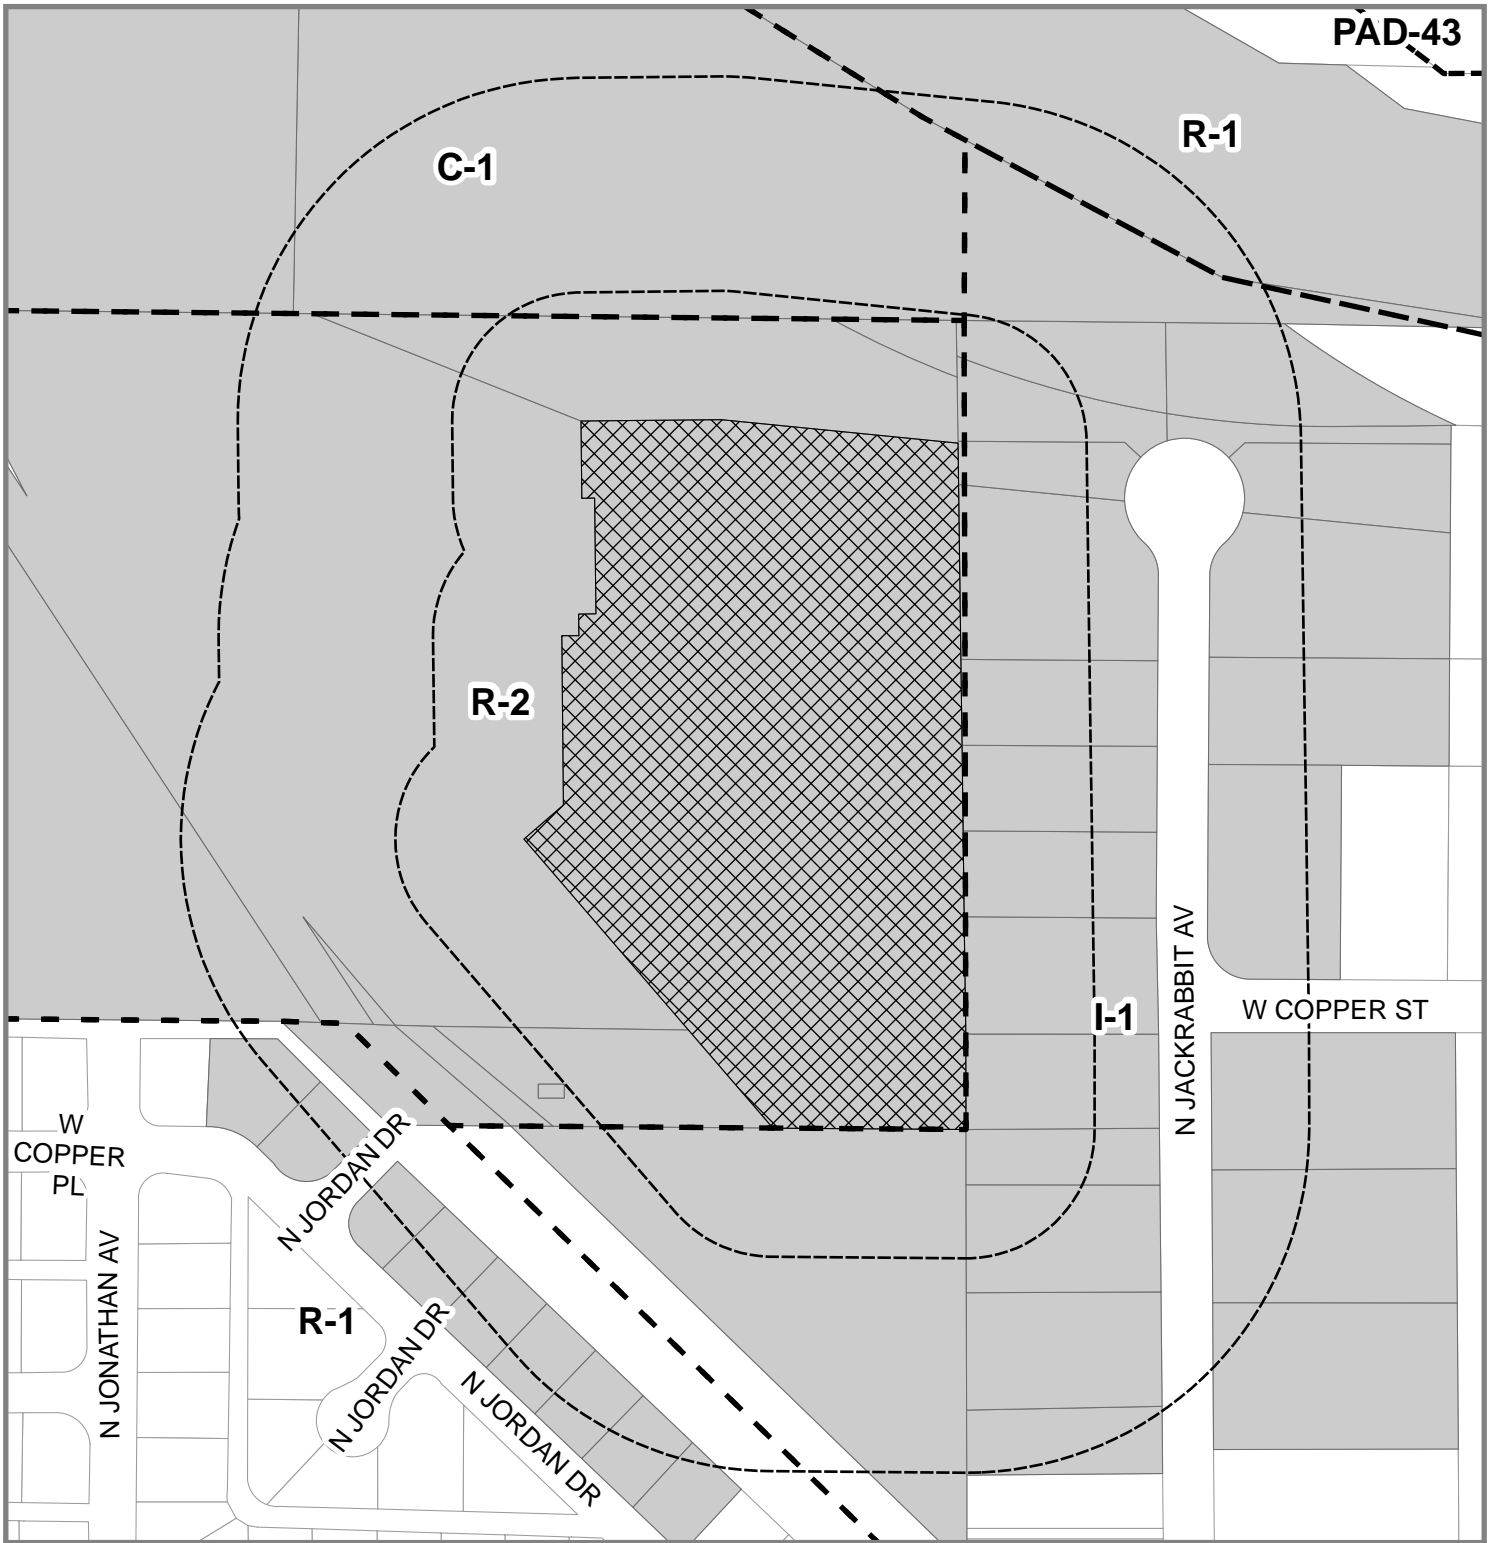 PAD-43
R-1
C-1
R-2
I-1
N JACKRABBIT AV
W COPPER ST
W
COPPER
PL
N JORDAN DR
N JONATHAN AV
R-1
N JORDAN DR
N JORDAN DR